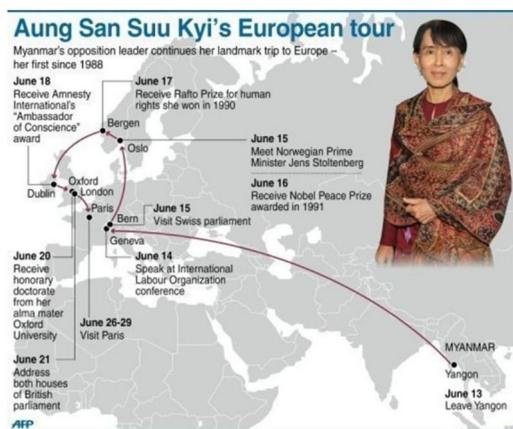 Aung San Suu Kyi's European tour
Myanmar's opposition leader continues her landmark trip to Europe –
her first since 1988
June 18
Receive Amnesty
International's
"Ambassador
of Conscience"
award
June 17
Receive Rafto Prize for human
rights she won in 1990
Bergen
Oslo
June 15
Meet Norwegian Prime
Minister Jens Stoltenberg
June 16
Receive Nobel Peace Prize
awarded in 1991
Dublin
Oxford
London
Paris
Bern
Geneva
June 15
Visit Swiss parliament
June 14
Speak at International
Labour Organization
conference
June 20
Receive
honorary
doctorate
from her
alma mater
Oxford
University
June 26-29
Visit Paris
June 21
Address
both houses
of British
parliament
MYANMAR
Yangon
June 13
Leave Yangon
AFP